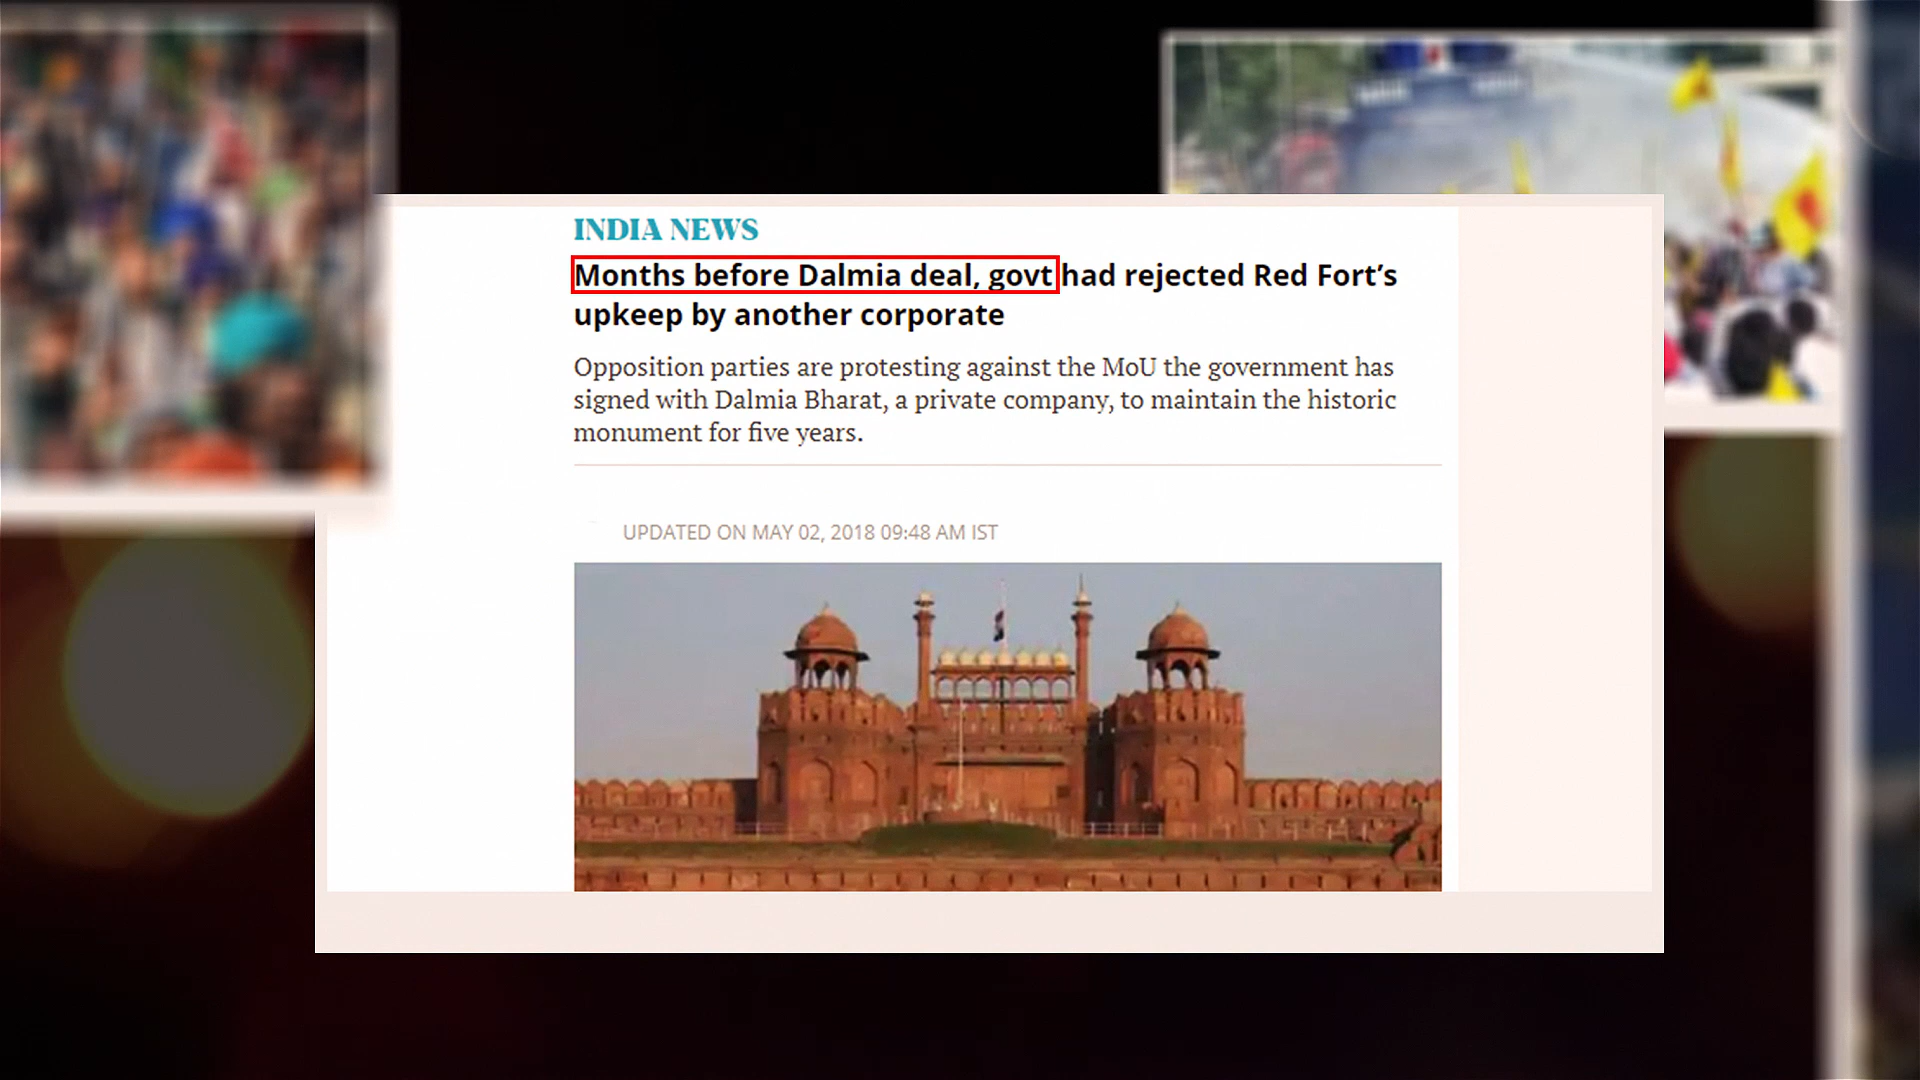 INDIA NEWS
Months before Dalmia deal, govt had rejected Red Fort’s
upkeep by another corporate
Opposition parties are protesting against the MoU the government has
signed with Dalmia Bharat, a private company, to maintain the historic
monument for five years.
UPDATED ON MAY 02, 2018 09:48 AM IST